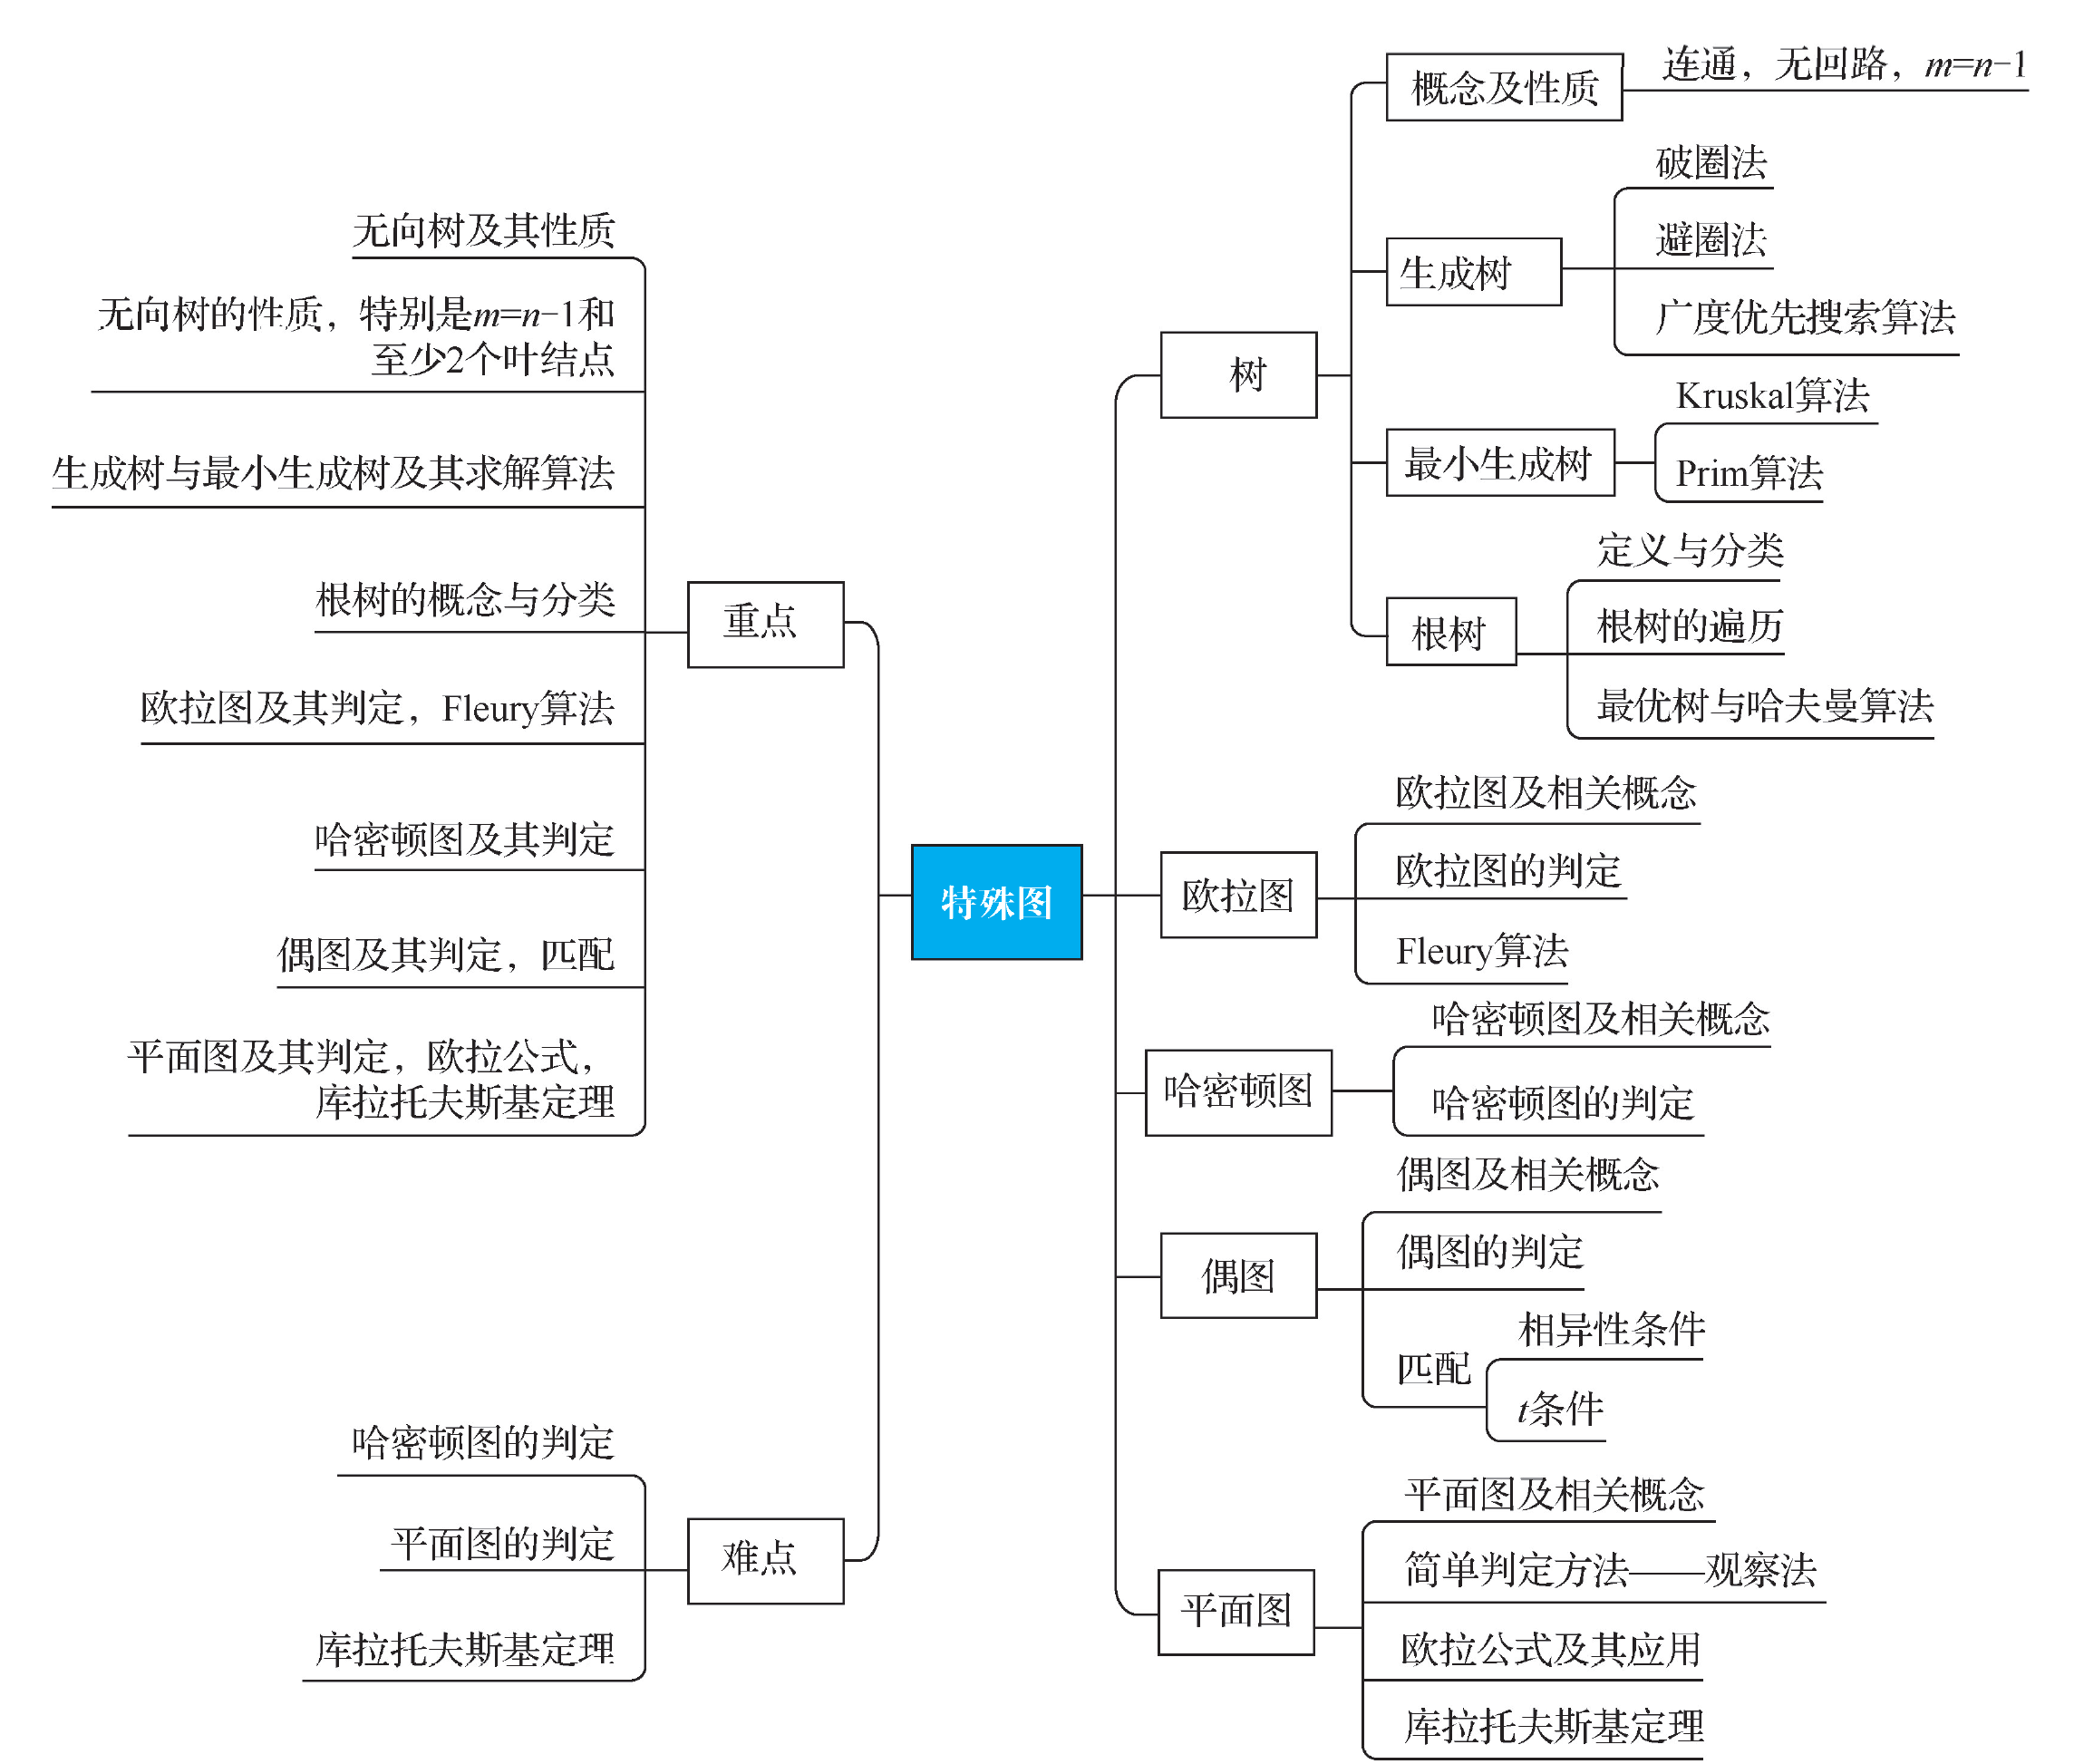 特殊图
重点
无向树及其性质
无向树的性质，特别是m=n-1和
至少2个叶结点
生成树与最小生成树及其求解算法
根树的概念与分类
欧拉图及其判定，Fleury算法
哈密顿图及其判定
偶图及其判定，匹配
平面图及其判定，欧拉公式，
库拉托夫斯基定理
难点
哈密顿图的判定
平面图的判定
库拉托夫斯基定理
树
概念及性质
连通，无回路，m=n-1
生成树
破圈法
避圈法
广度优先搜索算法
最小生成树
Kruskal算法
Prim算法
根树
定义与分类
根树的遍历
最优树与哈夫曼算法
欧拉图
欧拉图及相关概念
欧拉图的判定
Fleury算法
哈密顿图
哈密顿图及相关概念
哈密顿图的判定
偶图
偶图及相关概念
偶图的判定
匹配
相异性条件
t条件
平面图
平面图及相关概念
简单判定方法——观察法
欧拉公式及其应用
库拉托夫斯基定理